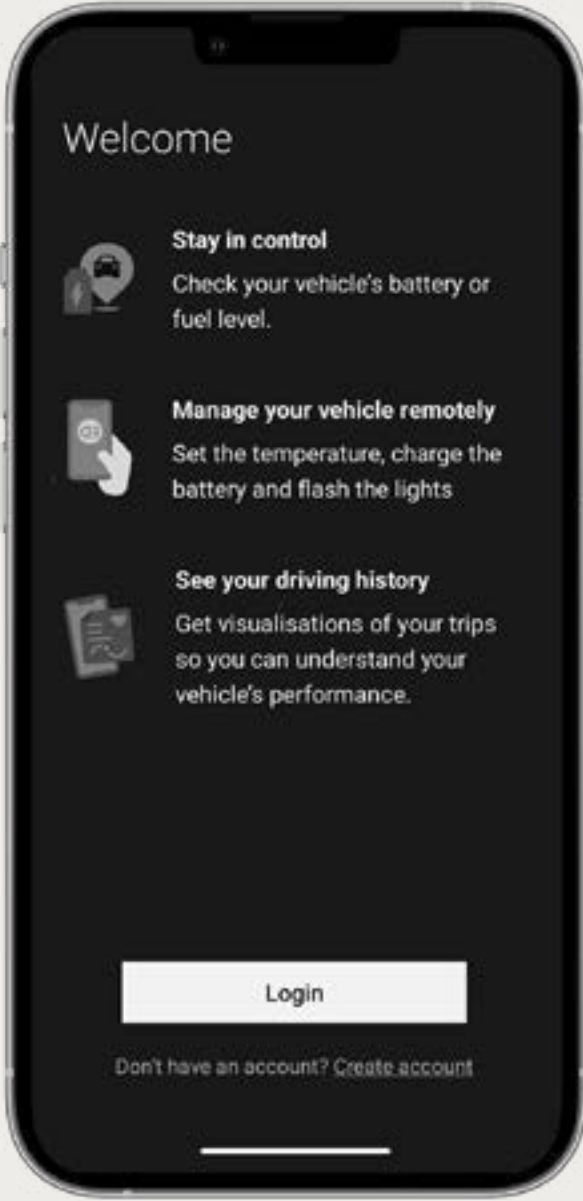 Welcome
Stay in control
Check your vehicle's battery or
fuel level.
Manage your vehicle remotely
Set the temperature, charge the
battery and flash the lights
See your driving history
Get visualisations of your trips
so you can understand your
vehicle's performance.
Login
Don't have an account? Create account